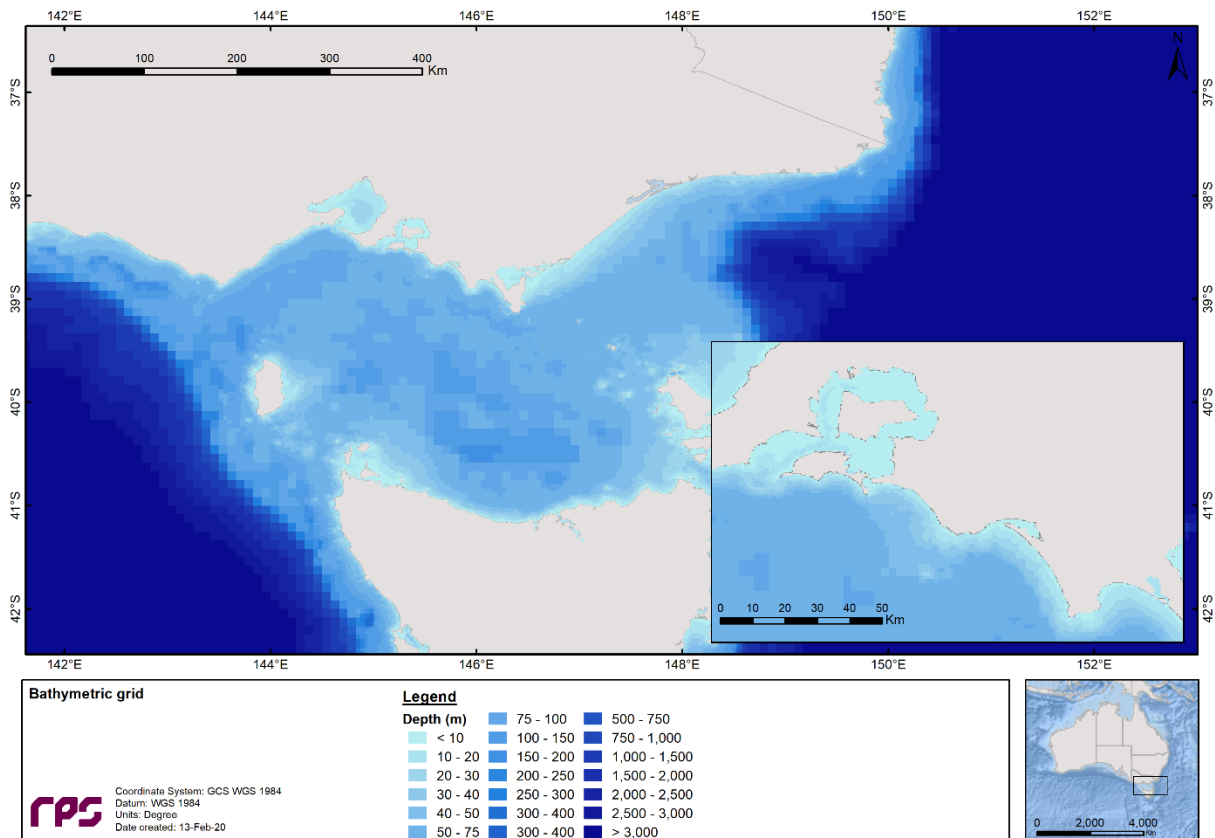 142°E 144°E 146°E 148°E 150°E 152°E
0 100 200 300 400
Km
N
37°S 37°S
38°S 38°S
39°S 39°S
40°S 40°S
41°S 41°S
42°S 42°S
0 10 20 30 40 50
Km
142°E 144°E 146°E 148°E 150°E 152°E
Bathymetric grid
rps
Coordinate System: GCS WGS 1984
Datum: WGS 1984
Units: Degree
Date created: 13-Feb-20
Legend
Depth (m)
< 10
10 - 20
20 - 30
30 - 40
40 - 50
50 - 75
75 - 100
100 - 150
150 - 200
200 - 250
250 - 300
300 - 400
300 - 400
500 - 750
750 - 1,000
1,000 - 1,500
1,500 - 2,000
2,000 - 2,500
2,500 - 3,000
> 3,000
0 2,000 4,000
Km